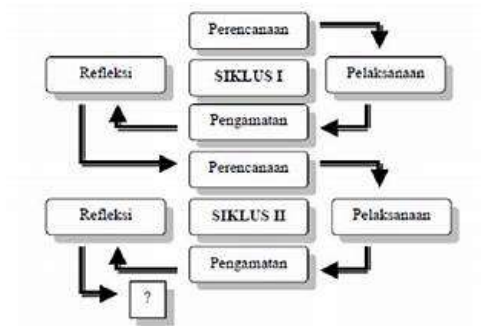 Perencanaan
Refleksi
SIKLUS I
Pelaksanaan
Pengamatan
Perencanaan
Refleksi
SIKLUS II
Pelaksanaan
Pengamatan
?